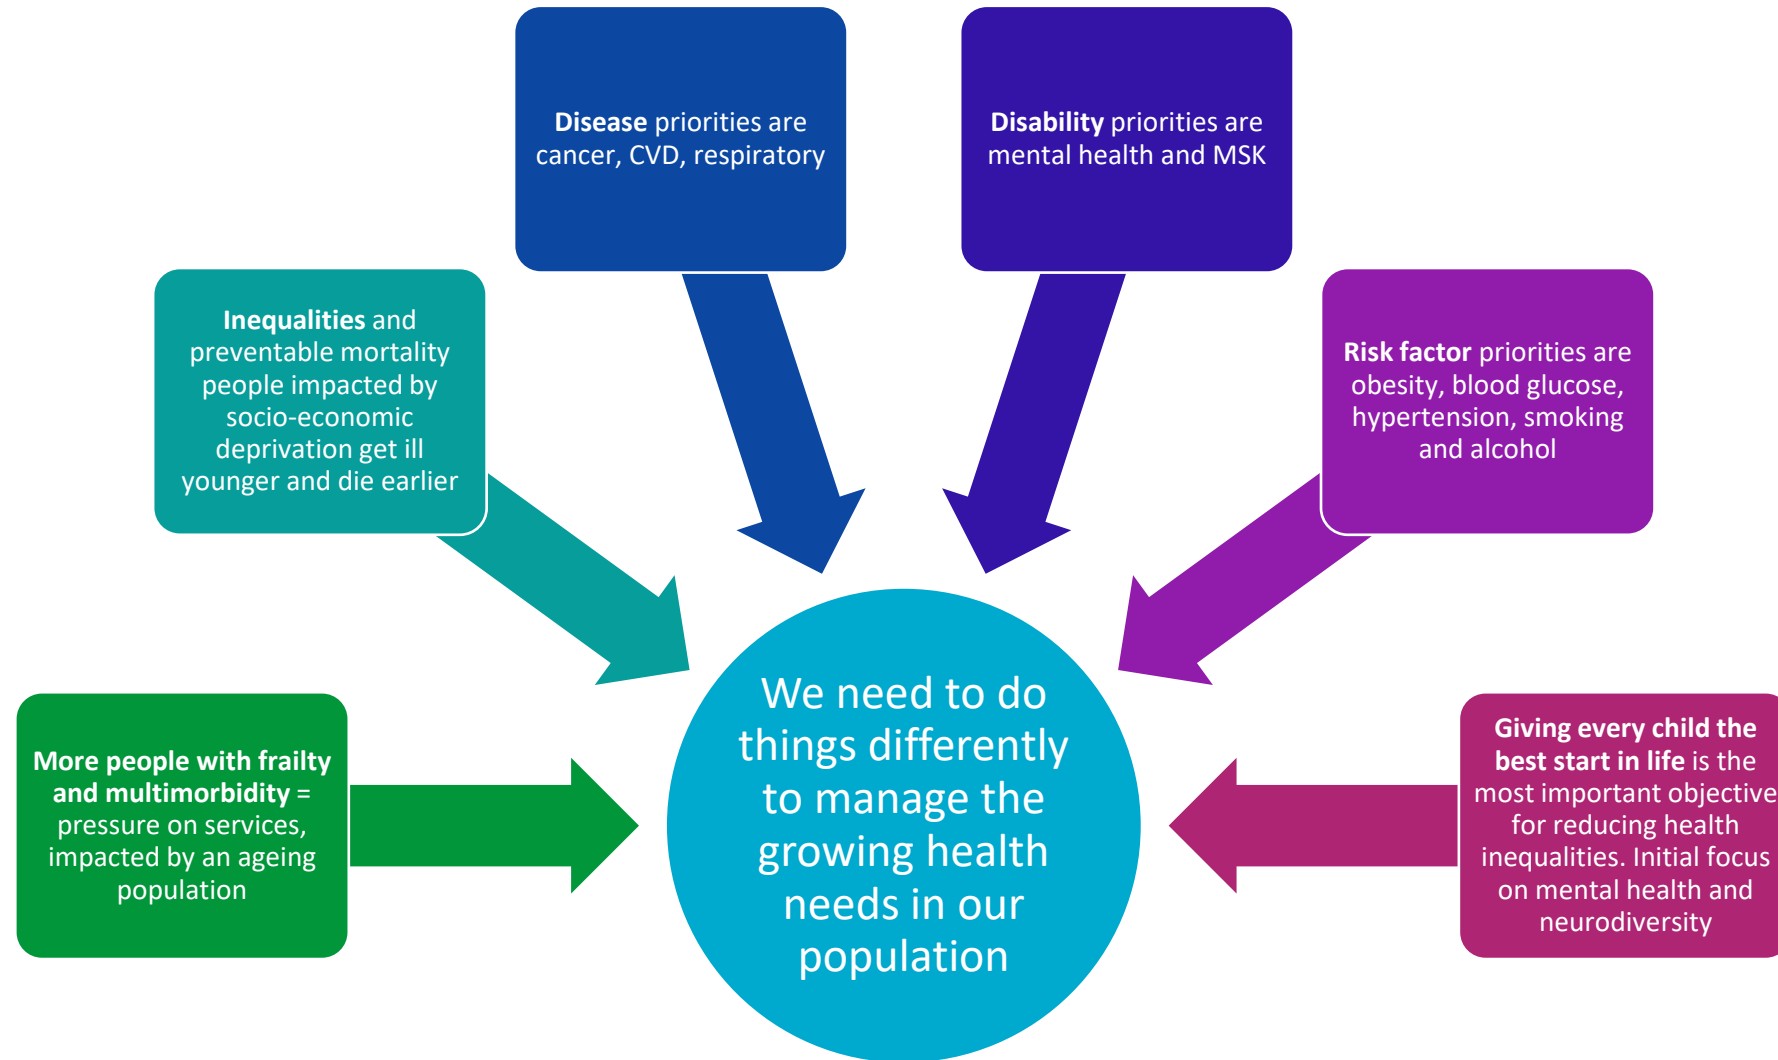 Disease priorities are
cancer, CVD, respiratory
Disability priorities are
mental health and MSK
Inequalities and
preventable mortality
people impacted by
socio-economic
deprivation get ill
younger and die earlier
Risk factor priorities are
obesity, blood glucose,
hypertension, smoking
and alcohol
More people with frailty
and multimorbidity =
pressure on services,
impacted by an ageing
population
We need to do
things differently
to manage the
growing health
needs in our
population
Giving every child the
best start in life is the
most important objective
for reducing health
inequalities. Initial focus
on mental health and
neurodiversity